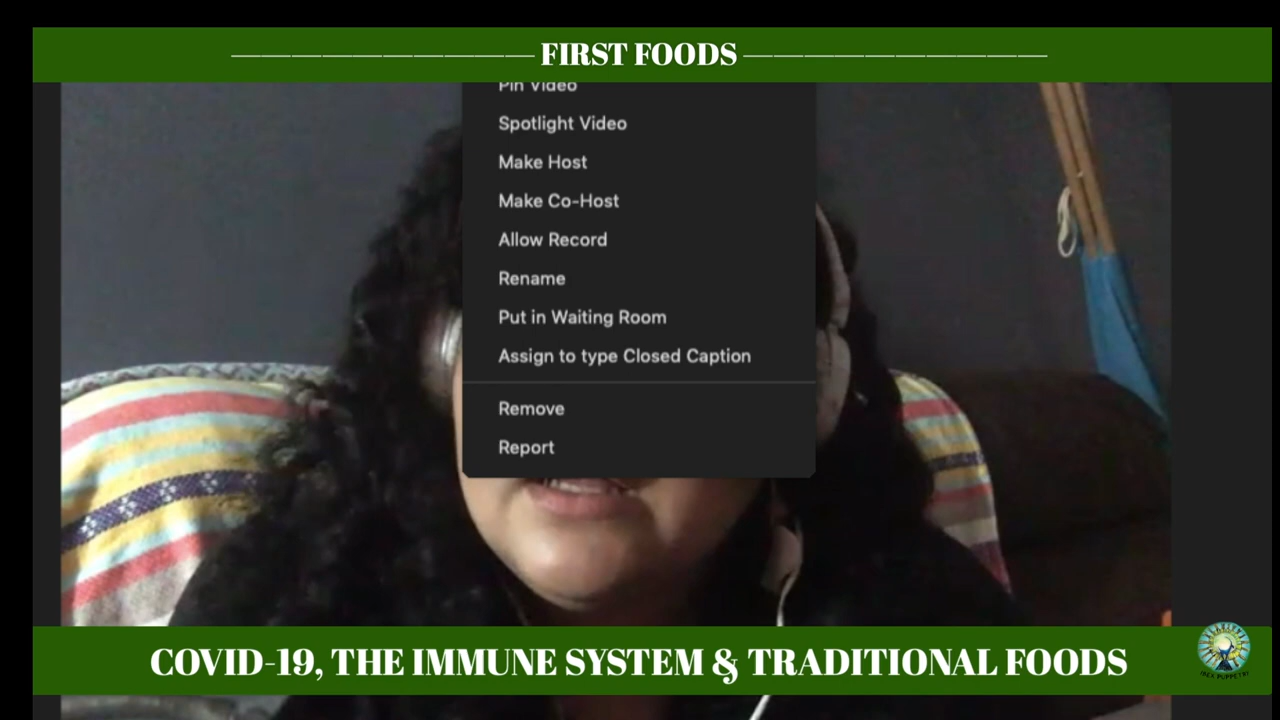 FIRST FOODS
Pin Video
Spotlight Video
Make Host
Make Co-Host
Allow Record
Rename
Put in Waiting Room
Assign to type Closed Caption
Remove
Report
COVID-19, THE IMMUNE SYSTEM & TRADITIONAL FOODS